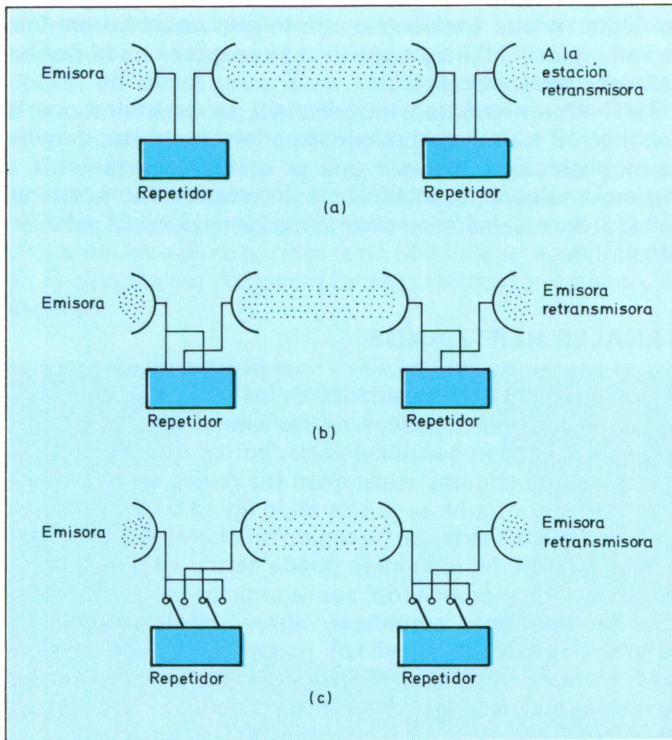 Emisora
A la
estación
retransmisora
Repetidor
Repetidor
(a)
Emisora
Emisora
retransmisora
Repetidor
Repetidor
(b)
Emisora
Emisora
retransmisora
Repetidor
Repetidor
(c)